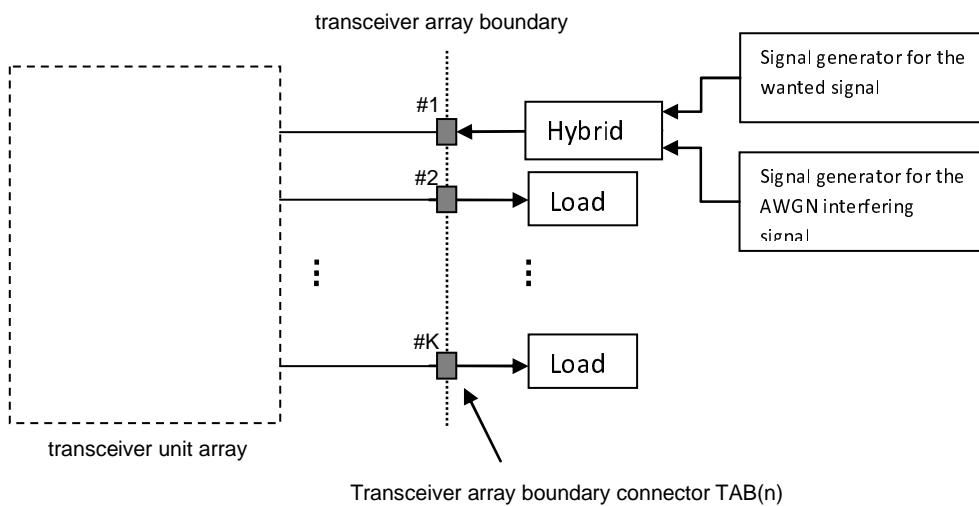 transceiver array boundary
Signal generator for the
wanted signal
#1
Hybrid
#2
Load
Signal generator for the
AWGN interfering
signal
#K
Load
transceiver unit array
Transceiver array boundary connector TAB(n)